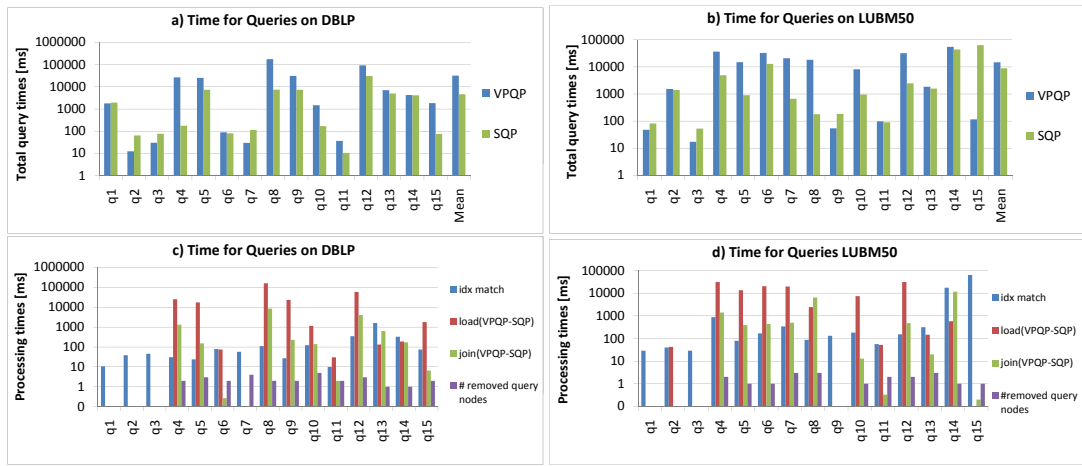 a) Time for Queries on DBLP
Total query times [ms]
1000000
100000
10000
1000
100
10
1
q1 q2 q3 q4 q5 q6 q7 q8 q9 q10 q11 q12 q13 q14 q15 Mean
VPQP
SQP
b) Time for Queries on LUBM50
Total query times [ms]
100000
10000
1000
100
10
1
q1 q2 q3 q4 q5 q6 q7 q8 q9 q10 q11 q12 q13 q14 q15 Mean
VPQP
SQP
c) Time for Queries on DBLP
Processing times [ms]
1000000
100000
10000
1000
100
10
1
0
q1 q2 q3 q4 q5 q6 q7 q8 q9 q10 q11 q12 q13 q14 q15
idx match
load(VPQP-SQP)
join(VPQP-SQP)
# removed query
nodes
d) Time for Queries LUBM50
Processing times [ms]
100000
10000
1000
100
10
1
0
q1 q2 q3 q4 q5 q6 q7 q8 q9 q10 q11 q12 q13 q14 q15
idx match
load(VPQP-SQP)
join(VPQP-SQP)
#removed query
nodes